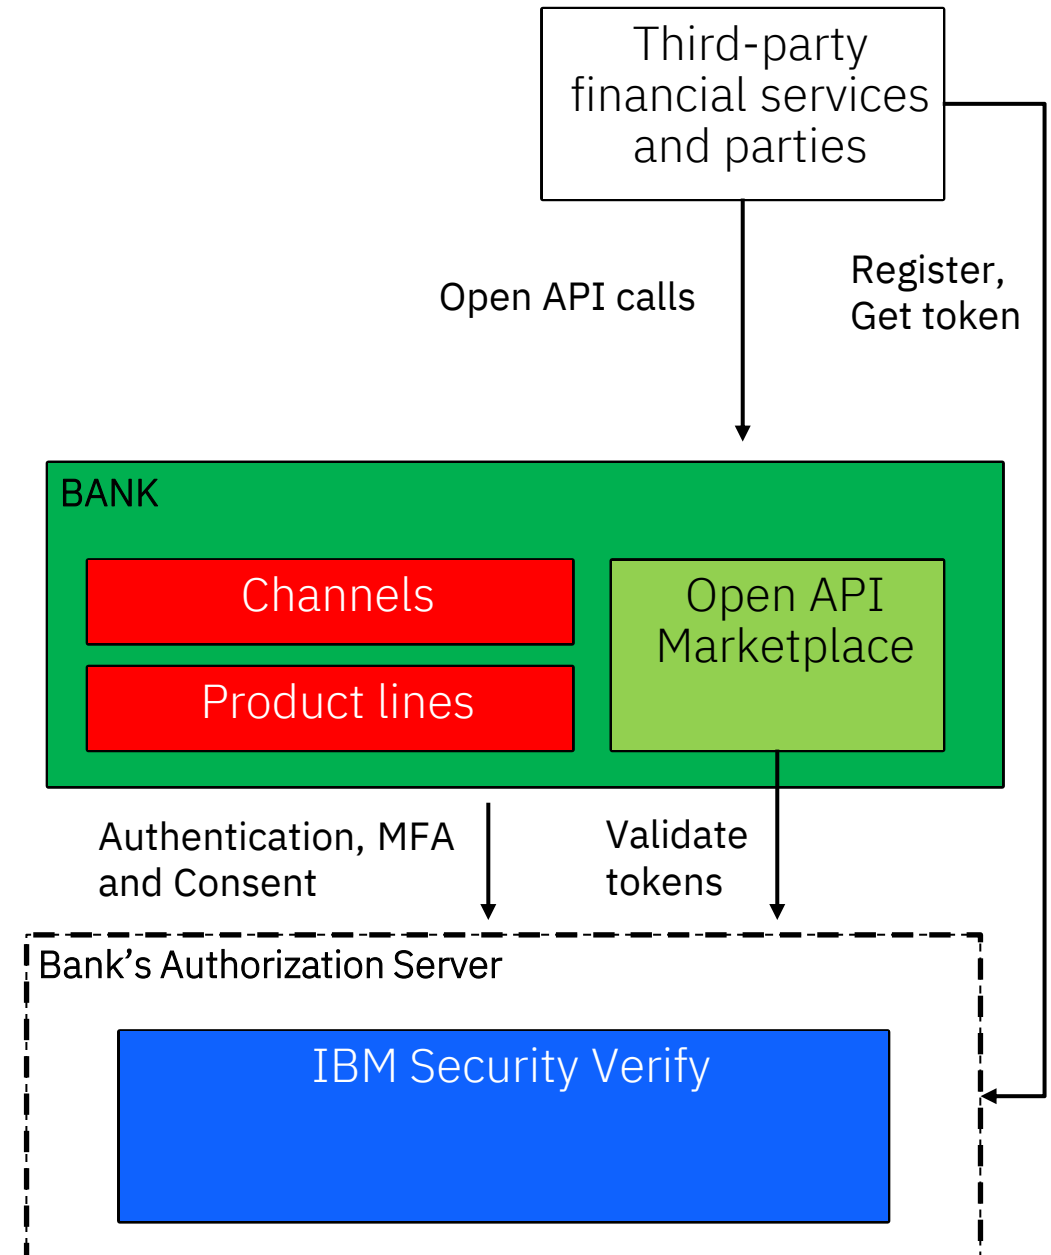 Third-party
financial services
and parties
Open API calls
Register,
Get token
BANK
Channels
Product lines
Open API
Marketplace
Authentication, MFA
and Consent
Validate
tokens
Bank’s Authorization Server
IBM Security Verify